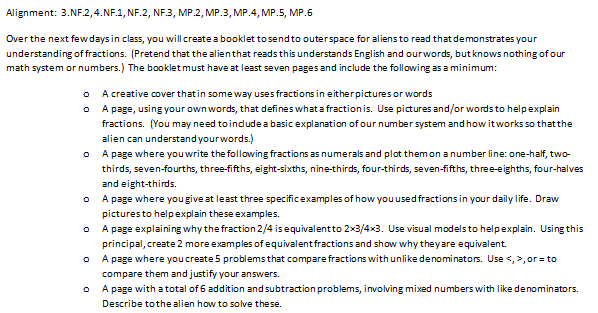 Alignment: 3.NF.2, 4.NF.1, NF.2, NF.3, MP.2, MP.3, MP.4, MP.5, MP.6
Over the next few days in class, you will create a booklet to send to outer space for aliens to read that demonstrates your
understanding of fractions. (Pretend that the alien that reads this understands English and our words, but knows nothing of our
math system or numbers.) The booklet must have at least seven pages and include the following as a minimum:
o A creative cover that in some way uses fractions in either pictures or words
o A page, using your own words, that defines what a fraction is. Use pictures and/or words to help explain
fractions. (You may need to include a basic explanation of our number system and how it works so that the
alien can understand your words.)
o A page where you write the following fractions as numerals and plot them on a number line: one-half, two-
thirds, seven-fourths, three-fifths, eight-sixths, nine-thirds, four-thirds, seven-fifths, three-eighths, four-halves
and eight-thirds.
o A page where you give at least three specific examples of how you used fractions in your daily life. Draw
pictures to help explain these examples.
o A page explaining why the fraction 2/4 is equivalent to 2×3/4×3. Use visual models to help explain. Using this
principal, create 2 more examples of equivalent fractions and show why they are equivalent.
o A page where you create 5 problems that compare fractions with unlike denominators. Use <, >, or = to
compare them and justify your answers.
o A page with a total of 6 addition and subtraction problems, involving mixed numbers with like denominators.
Describe to the alien how to solve these.